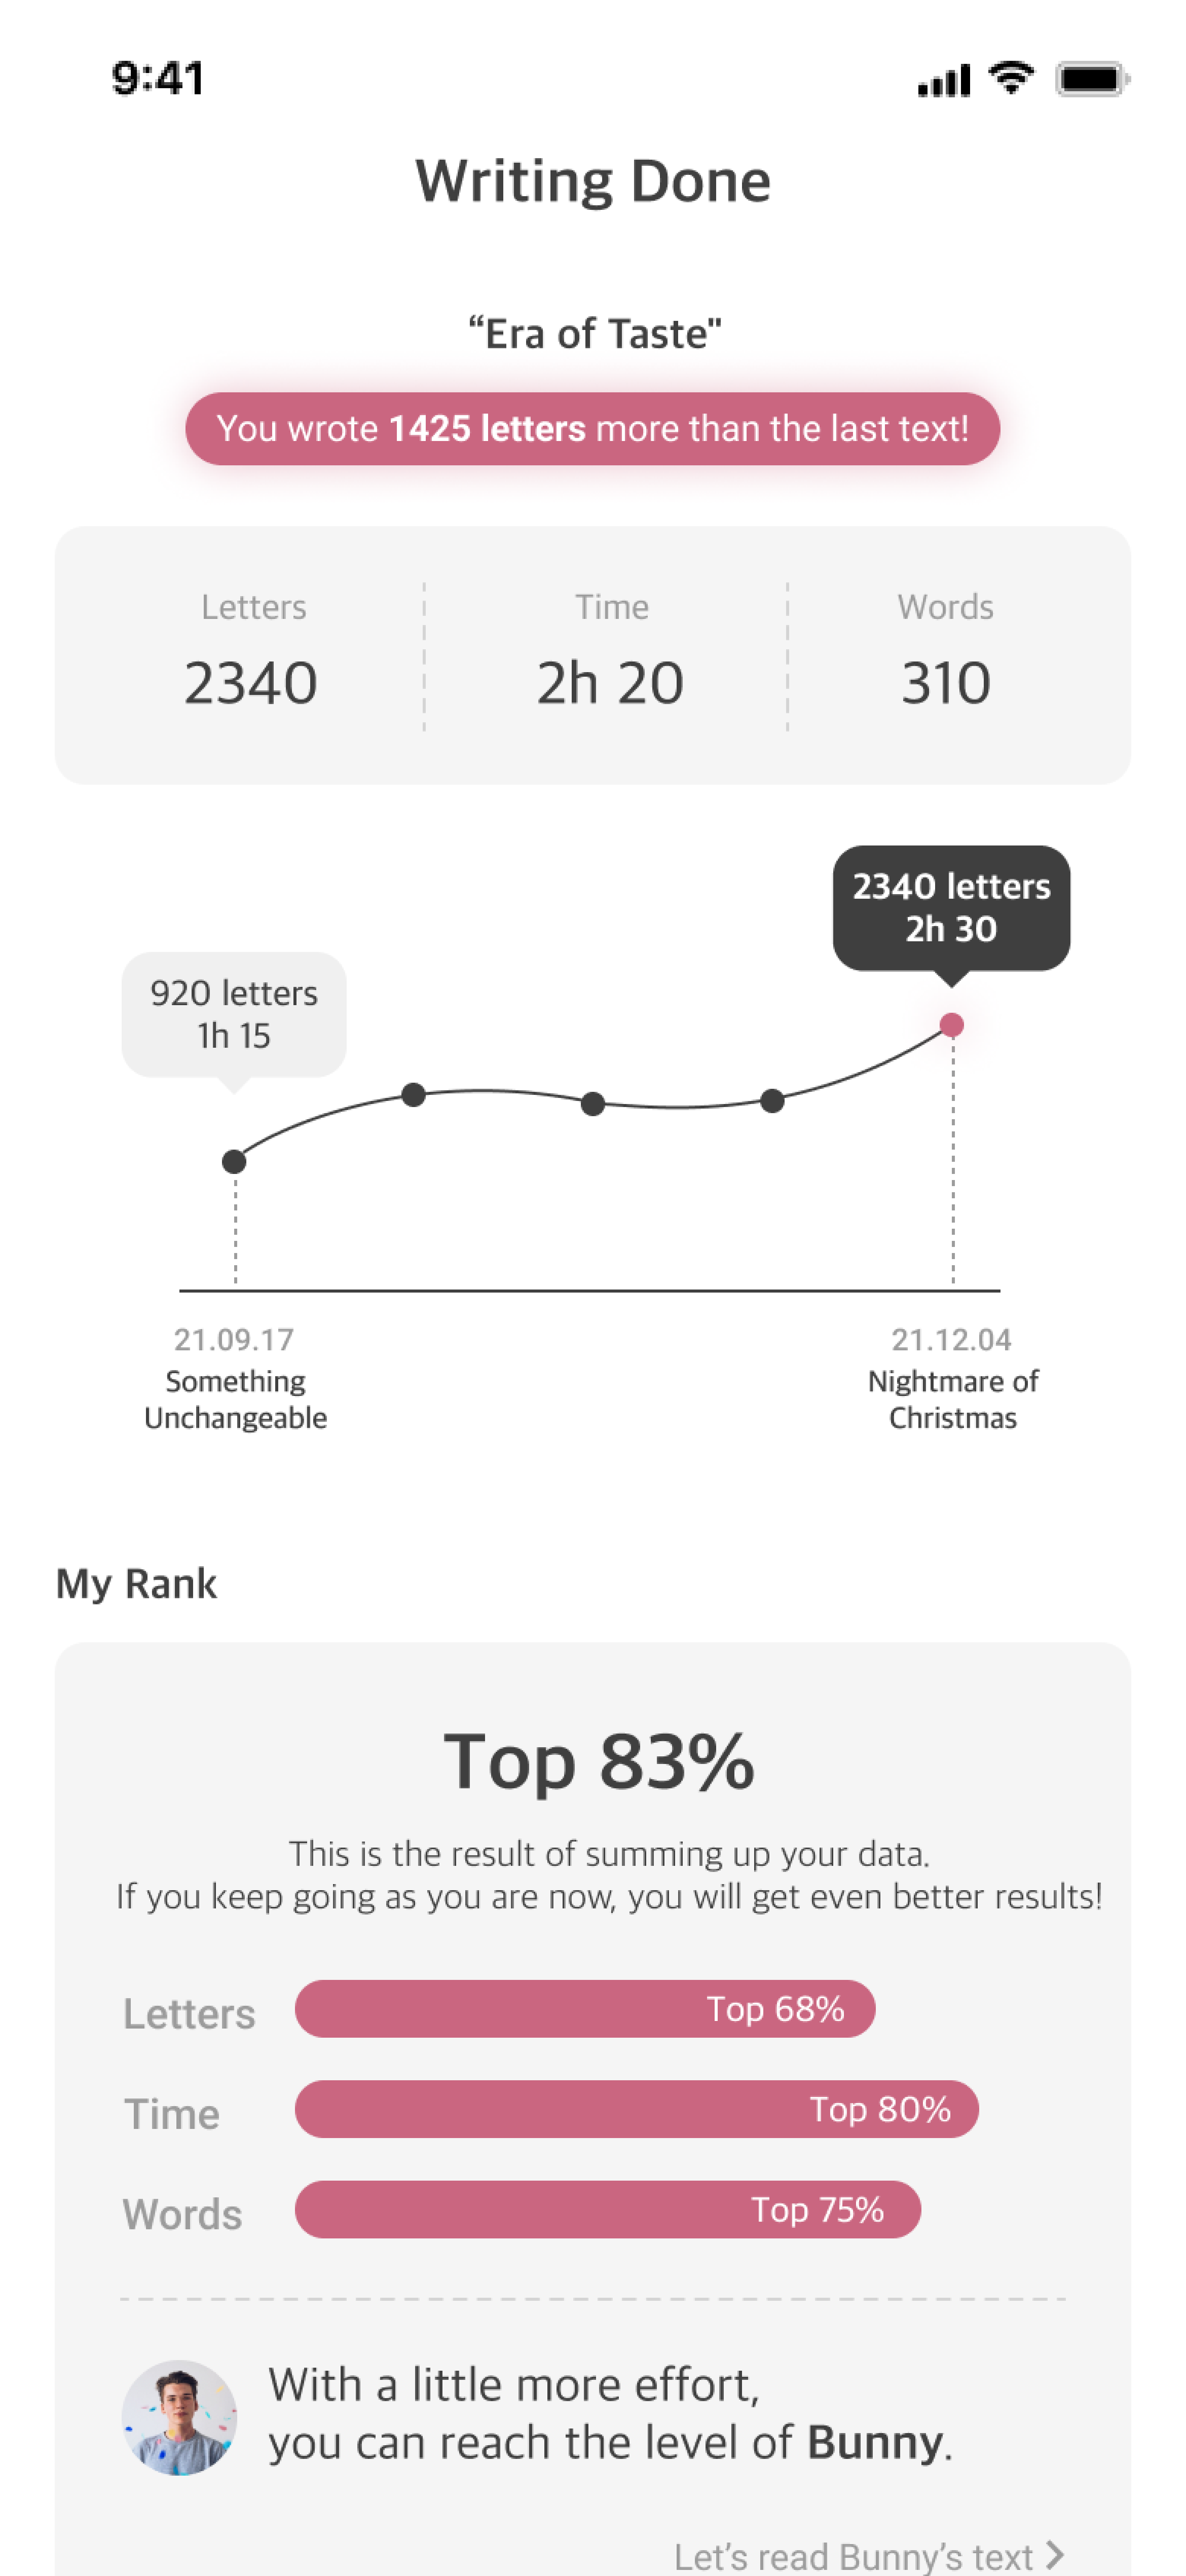 9:41
Writing Done
“Era of Taste"
You wrote 1425 letters more than the last text!
Letters
Time
Words
2340
2h 20
310
2340 letters
2h 30
920 letters
1h 15
21.09.17
Something
Unchangeable
21.12.04
Nightmare of
Christmas
My Rank
Top 83%
This is the result of summing up your data.
If you keep going as you are now, you will get even better results!
Letters
Top 68%
Time
Top 80%
Words
Top 75%
With a little more effort,
you can reach the level of Bunny.
Let’s read Bunny’s text